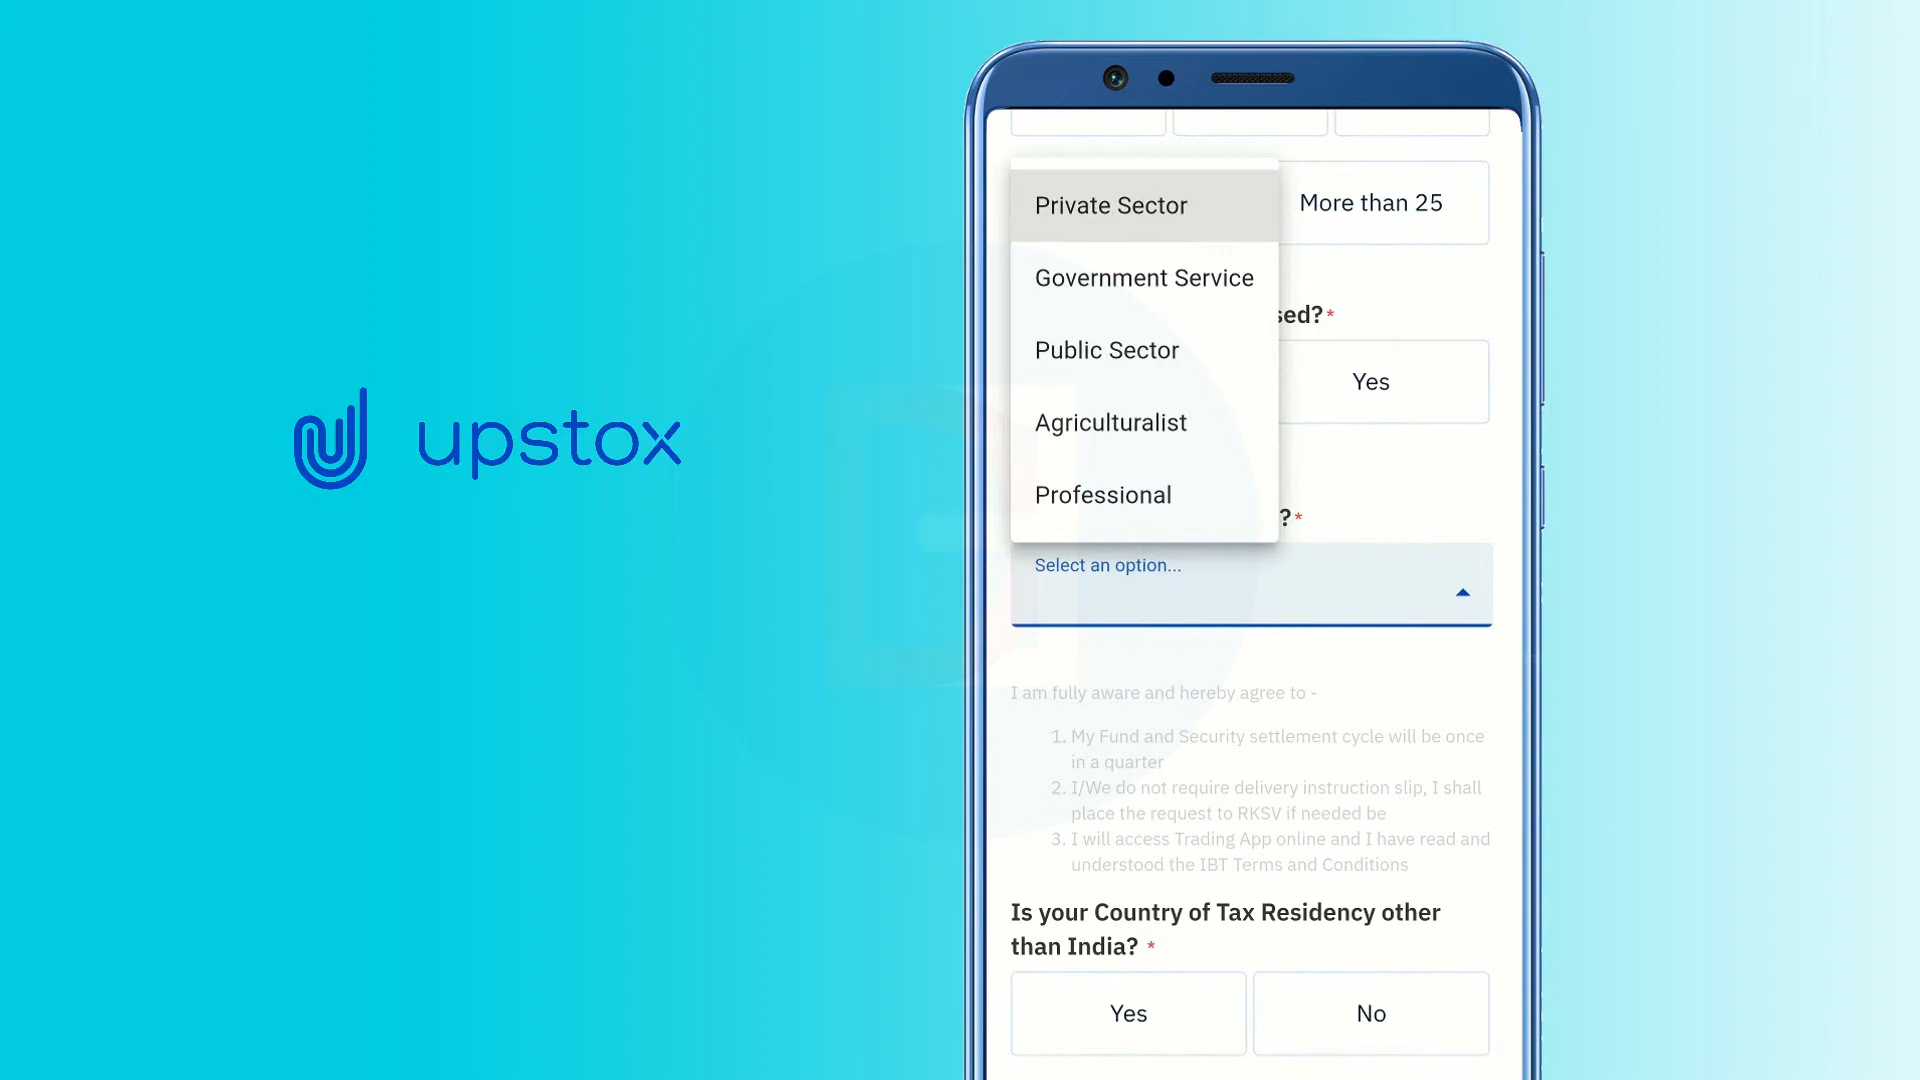 upstox
Private Sector
More than 25
Government Service
sed?*
Public Sector
Yes
Agriculturalist
Professional
?*
Select an option...
I am fully aware and hereby agree to -
1. My Fund and Security settlement cycle will be once
in a quarter
2. I/We do not require delivery instruction slip, I shall
place the request to RKSV if needed be
3. I will access Trading App online and I have read and
understood the IBT Terms and Conditions
Is your Country of Tax Residency other
than India? *
Yes
No